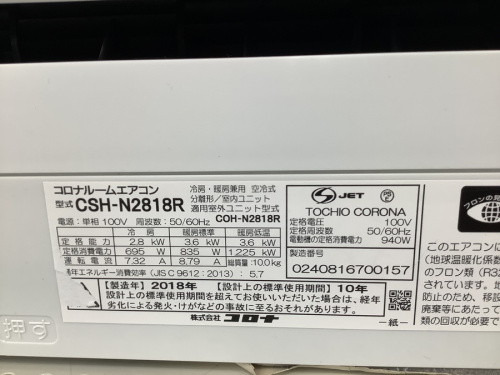 コロナルームエアコン
型式 CSH-N2818R
冷房・暖房兼用 空冷式
分離形/室内ユニット
適用室外ユニット型式
COH-N2818R
電源:単相 100V 周波数:50/60Hz
冷房 暖房標準 暖房低温
定格能力 2.8 kW 3.6 kW 3.6 kW
定格消費電力 695 W 835 W 1,225 W
運転電流 7.32 A 8.79 A 総質量 10.0kg
年エネルギー消費効率(JIS C 9612:2013): 5.7
【製造年】2018年 【設計上の標準使用期間】10年
設計上の標準使用期間を超えてお使いいただいた場合は、経年
劣化による発火・けがなどの事故に至るおそれがあります。
株式会社 コロナ
S JET
TOCHIO CORONA
定格電圧 100V
定格周波数 50/60Hz
電動機の定格消費電力 940W
製造番号
02408167001​57
-紙-
フロンの見
このエアコンに
(地球温暖化係数
のフロン類(R3
されています。地
防止のため、移設
廃棄等にあたって
類の回収が必要で
押す